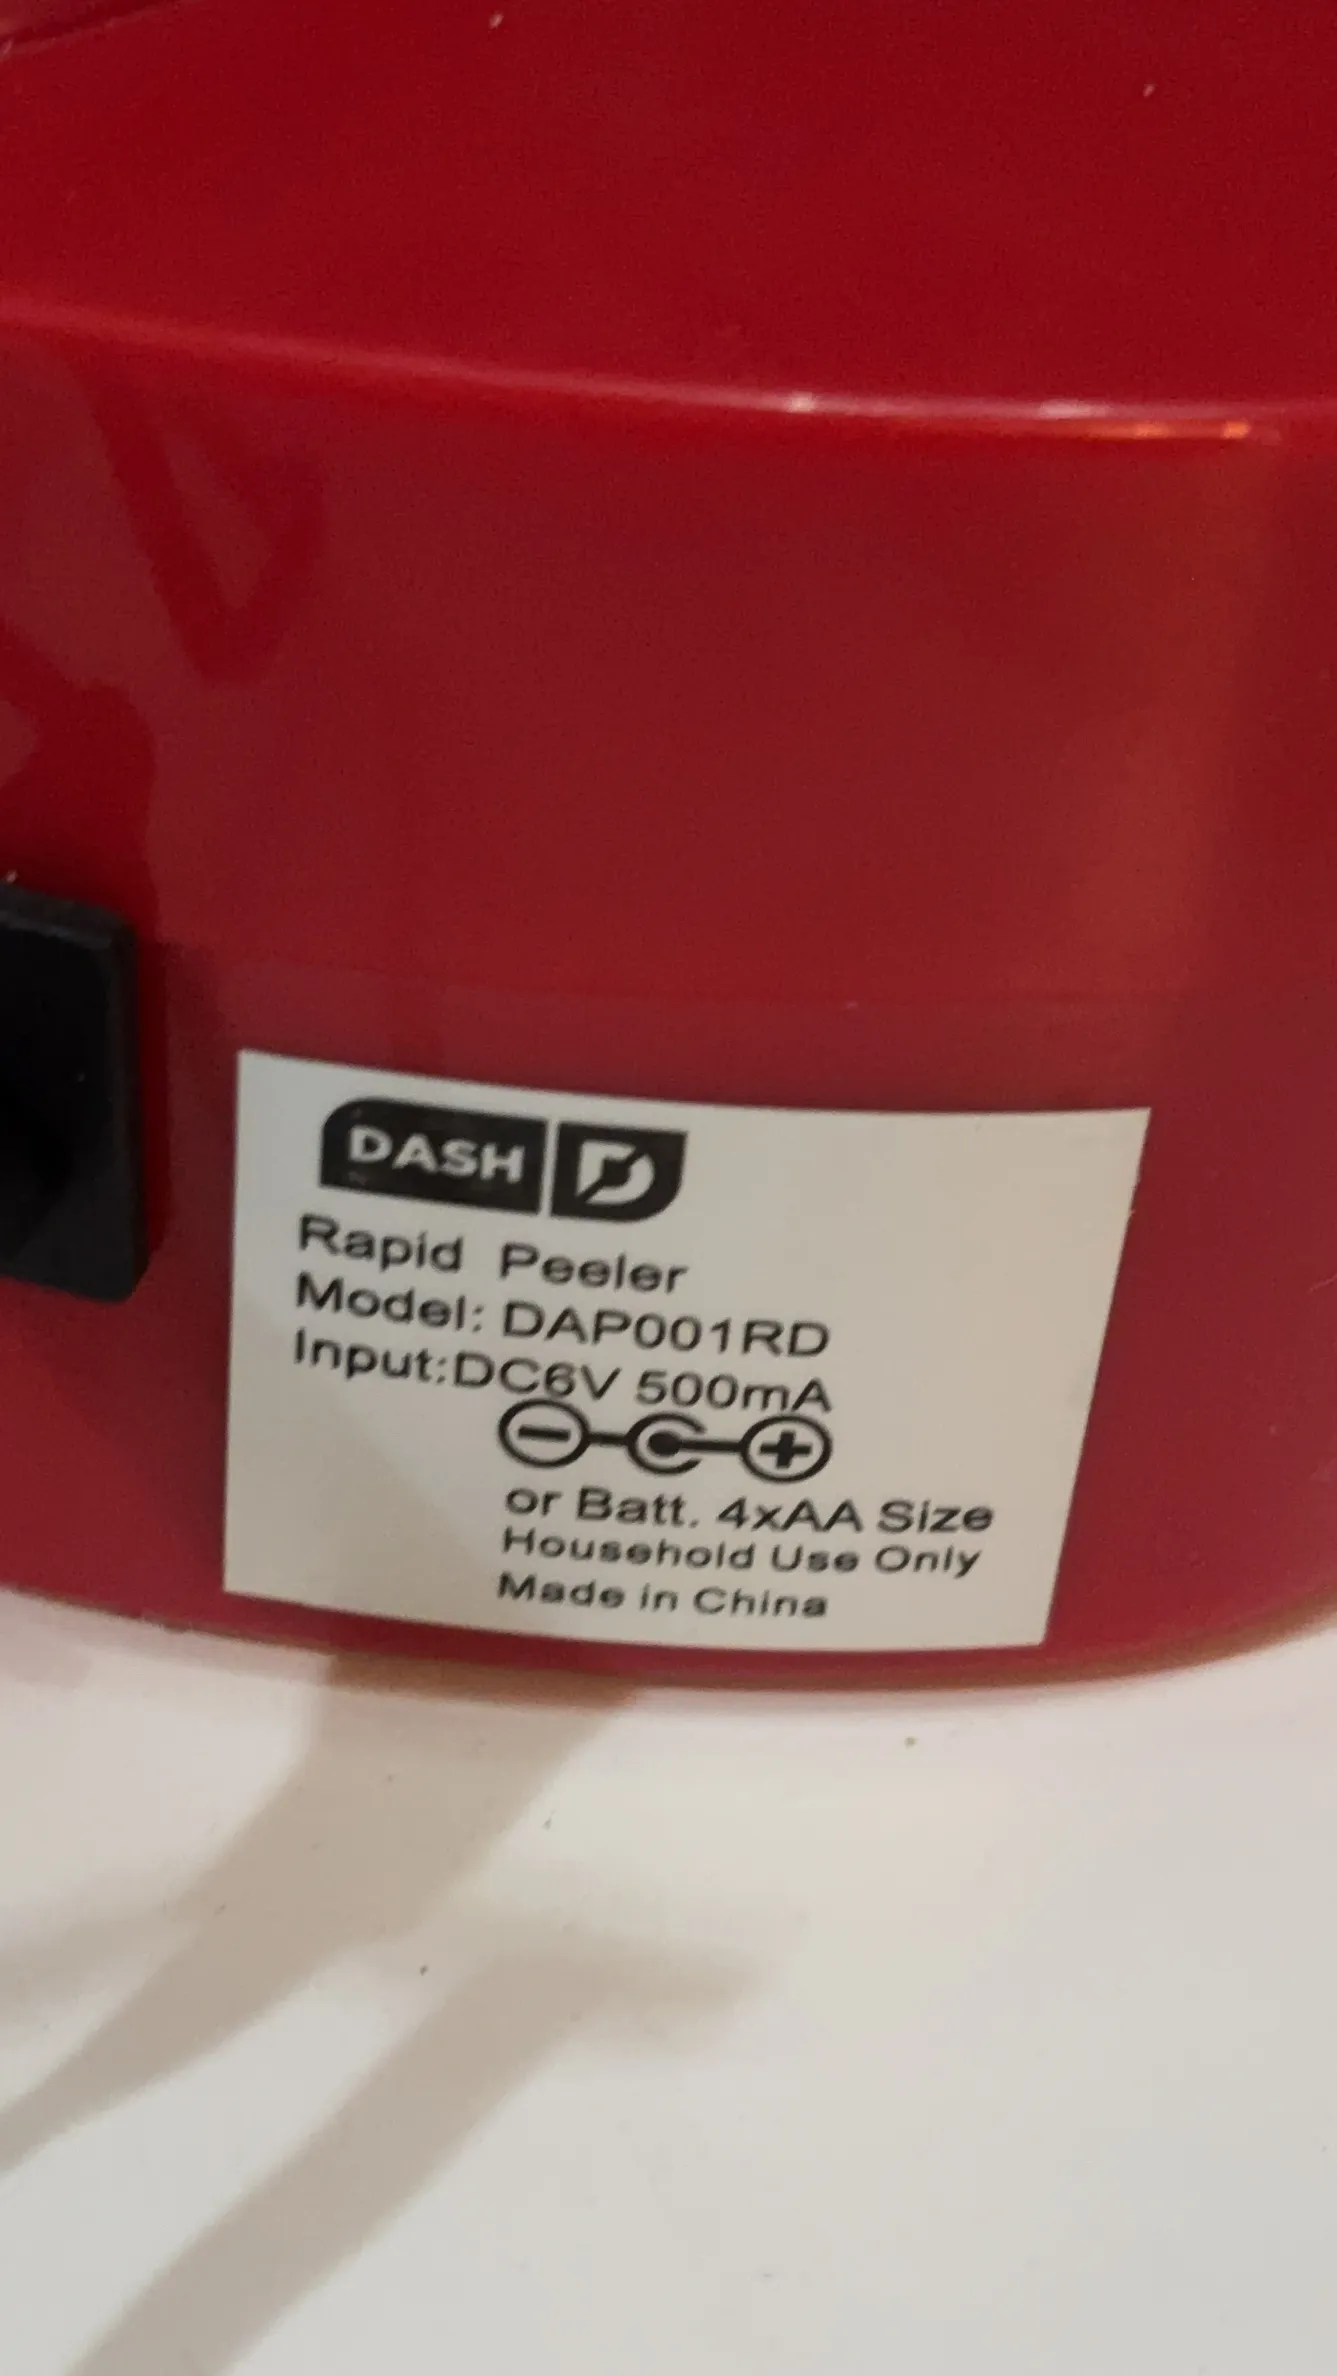 DASH D
Rapid Peeler
Model: DAP001RD
Input:DC6V 500mA
or Batt. 4xAA Size
Household Use Only
Made in China